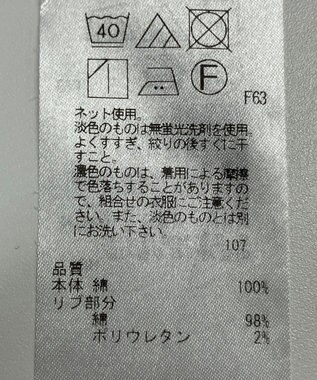 40
F
F63
ネット使用。
淡色のものは無蛍光洗剤を使用。
よくすすぎ、絞りの後すぐに干
すこと。
濃色のものは、着用による摩擦
で色落ちすることがありますの
で、組合せの衣服にご注意くだ
さい。また、淡色のものとは別
にお洗い下さい。
107
品質
本体 綿 100%
リブ部分
綿 98%
ポリウレタン 2%